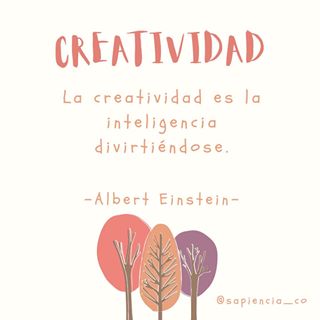 CREATIVIDAD
La creatividad es la
inteligencia
divirtiéndose.
-Albert Einstein-
@sapiencia_co